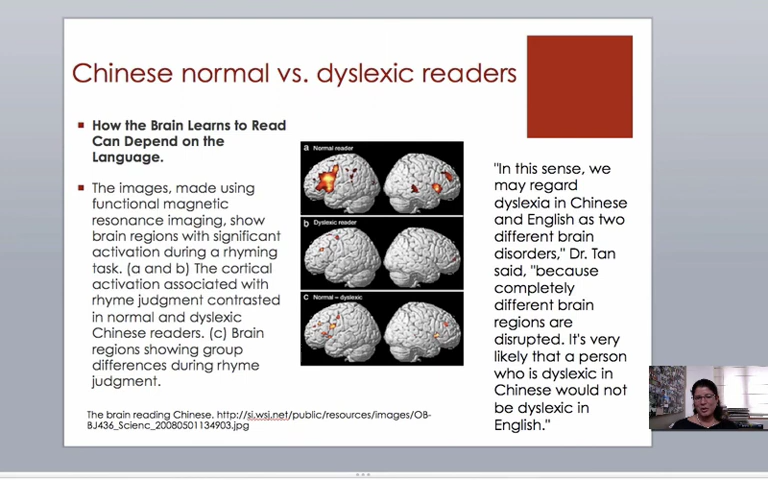 Chinese normal vs. dyslexic readers
How the Brain Learns to Read
Can Depend on the
Language.
The images, made using
functional magnetic
resonance imaging, show
brain regions with significant
activation during a rhyming
task. (a and b) The cortical
activation associated with
rhyme judgment contrasted
in normal and dyslexic
Chinese readers. (c) Brain
regions showing group
differences during rhyme
judgment.
a Normal reader
b Dyslexic reader
c Normal – dyslexic
"In this sense, we
may regard
dyslexia in Chinese
and English as two
different brain
disorders," Dr. Tan
said, "because
completely
different brain
regions are
disrupted. It's very
likely that a person
who is dyslexic in
Chinese would not
be dyslexic in
English."
The brain reading Chinese. http://si.wsj.net/public/resources/images/OB-
BJ436_Scienc_20080501134903.jpg